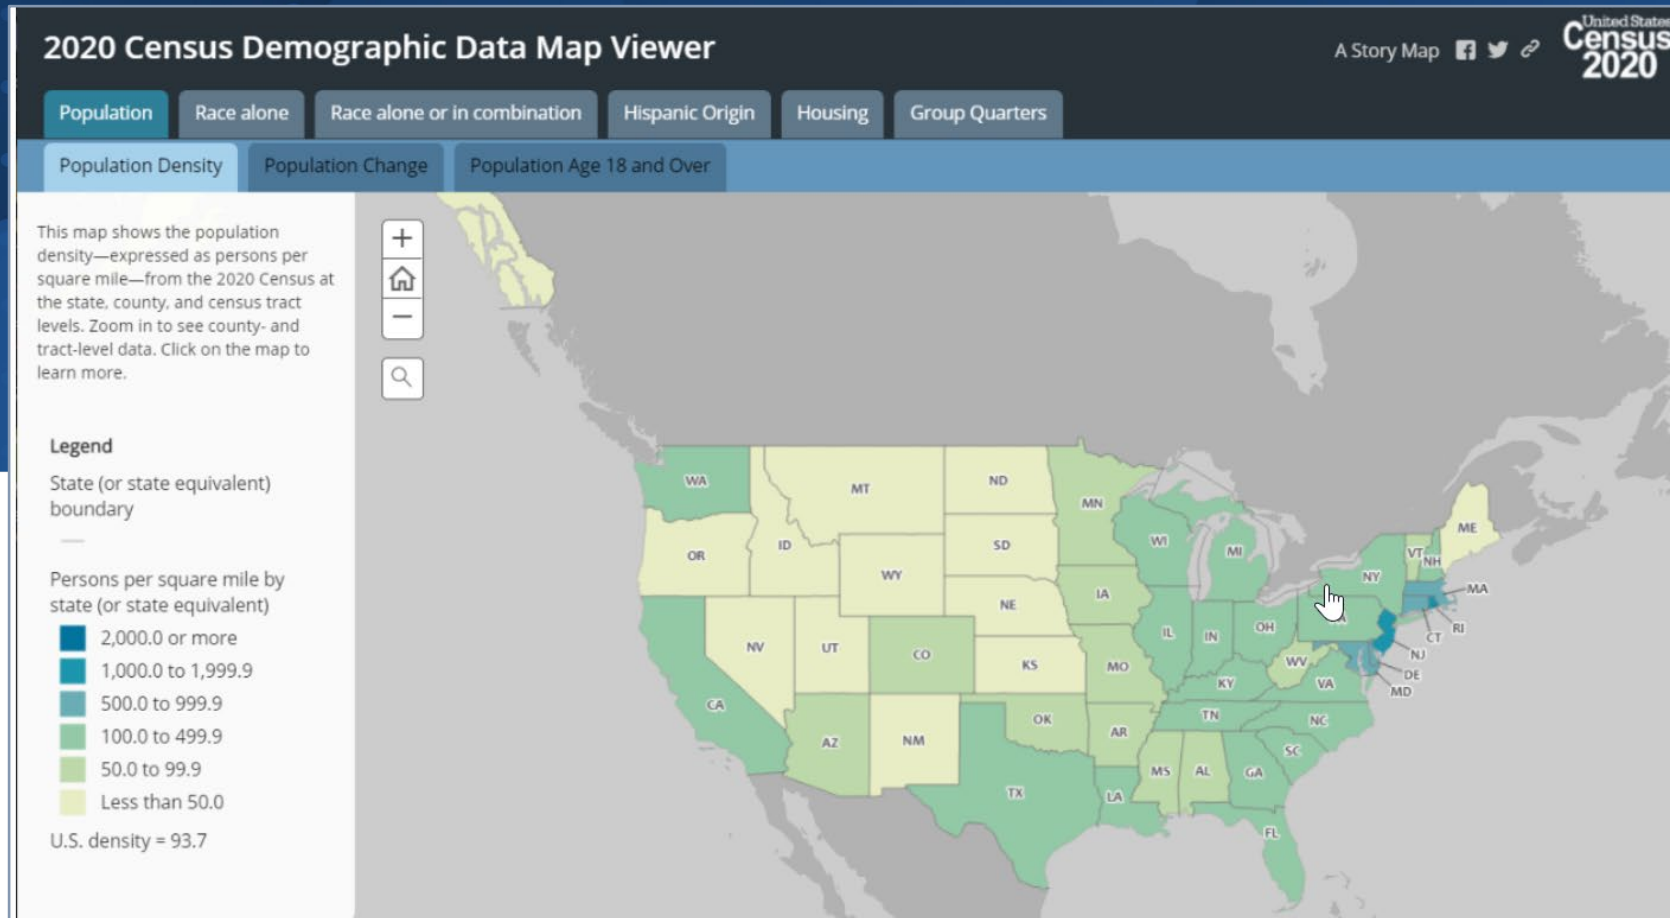 2020 Census Demographic Data Map Viewer
A Story Map
United States
Census
2020
Population
Race alone
Race alone or in combination
Hispanic Origin
Housing
Group Quarters
Population Density
Population Change
Population Age 18 and Over
This map shows the population
density—expressed as persons per
square mile—from the 2020 Census at
the state, county, and census tract
levels. Zoom in to see county- and
tract-level data. Click on the map to
learn more.
Legend
State (or state equivalent)
boundary
Persons per square mile by
state (or state equivalent)
2,000.0 or more
1,000.0 to 1,999.9
500.0 to 999.9
100.0 to 499.9
50.0 to 99.9
Less than 50.0
U.S. density = 93.7
WA
MT
ND
MN
OR
ID
WY
SD
WI
MI
NY
VT
NH
ME
MA
NE
IA
CT
RI
NV
UT
CO
KS
MO
IL
IN
OH
WV
NJ
DE
MD
VA
KY
CA
AZ
NM
OK
AR
TN
NC
SC
TX
LA
MS
AL
GA
FL